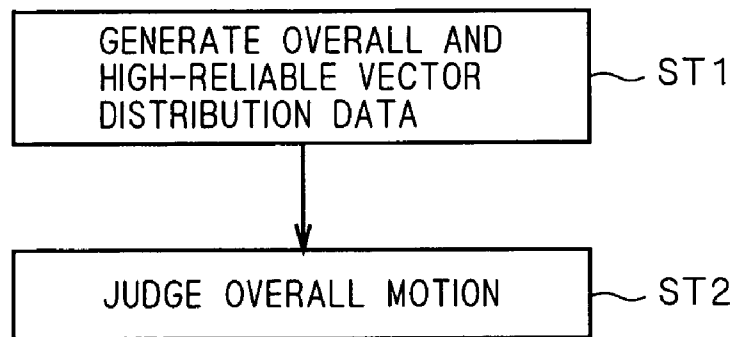 GENERATE OVERALL AND
HIGH-RELIABLE VECTOR
DISTRIBUTION DATA
ST1
JUDGE OVERALL MOTION
ST2